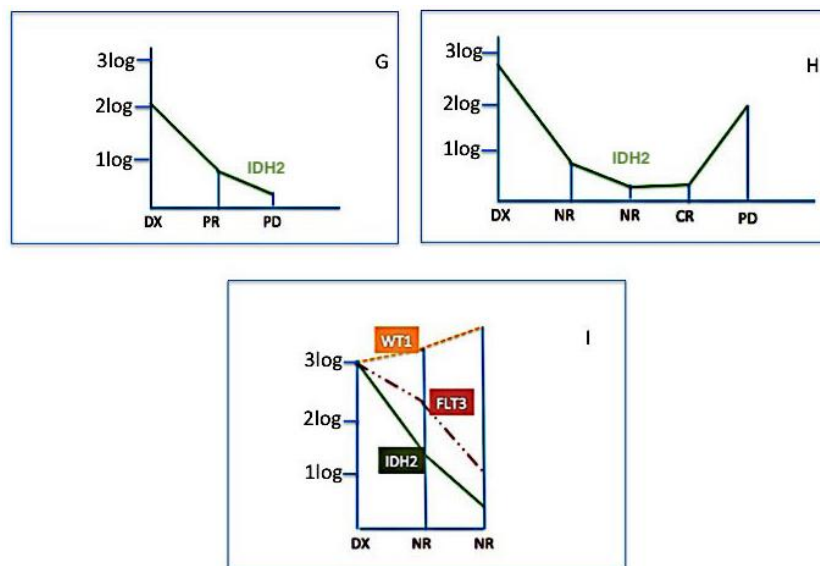 G
3log
2log
1log
IDH2
DX PR PD
H
3log
2log
1log
IDH2
DX NR NR CR PD
I
WT1
3log
FLT3
2log
IDH2
1log
DX NR NR